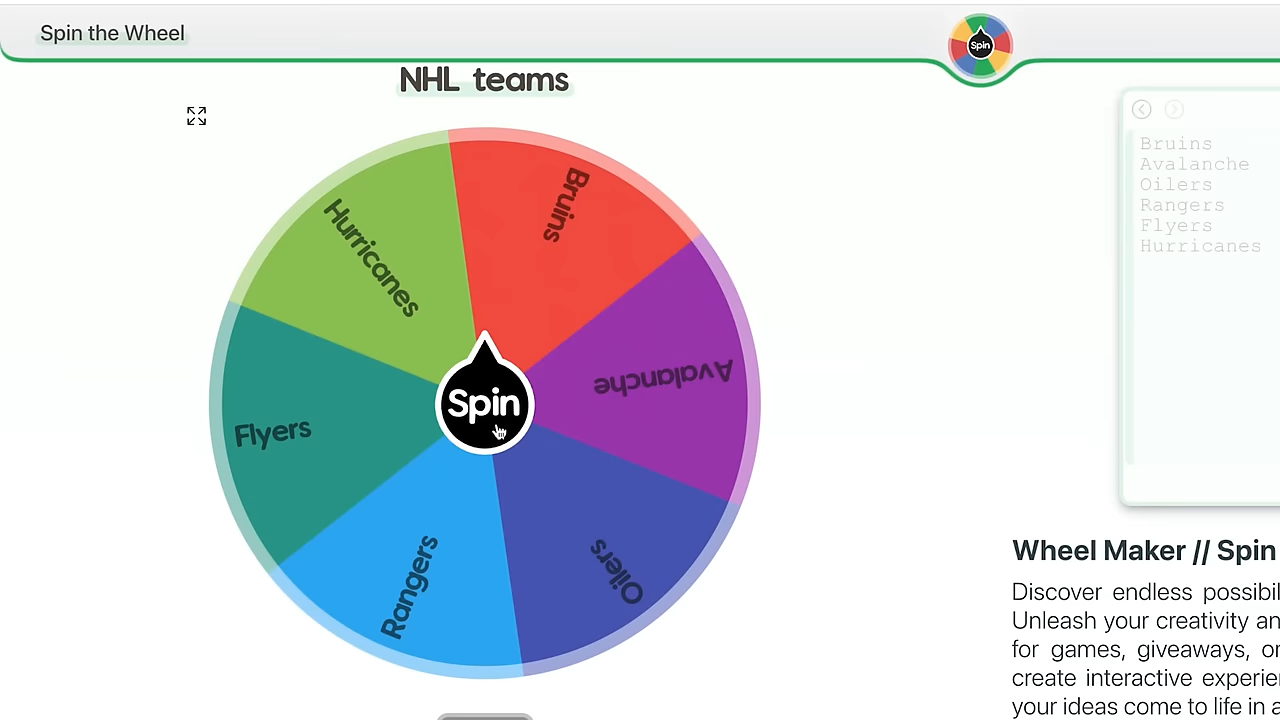 Spin the Wheel
Spin
NHL teams
Bruins
Avalanche
Oilers
Rangers
Flyers
Hurricanes
Spin
Bruins
Avalanche
Oilers
Rangers
Flyers
Hurricanes
Wheel Maker // Spin
Discover endless possibil
Unleash your creativity an
for games, giveaways, or
create interactive experie
your ideas come to life in a